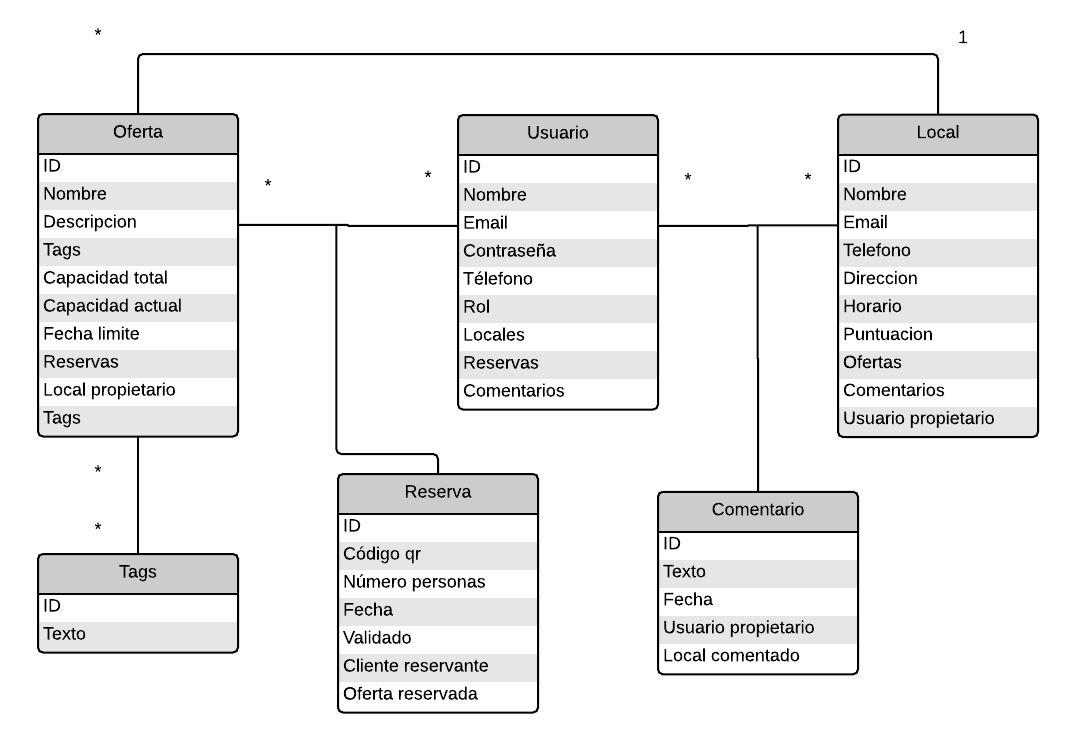 *
1
Oferta
ID
Nombre
Descripcion
Tags
Capacidad total
Capacidad actual
Fecha limite
Reservas
Local propietario
Tags
*
*
Usuario
ID
Nombre
Email
Contraseña
Télefono
Rol
Locales
Reservas
Comentarios
*
*
Local
ID
Nombre
Email
Telefono
Direccion
Horario
Puntuacion
Ofertas
Comentarios
Usuario propietario
*
*
Tags
ID
Texto
Reserva
ID
Código qr
Número personas
Fecha
Validado
Cliente reservante
Oferta reservada
Comentario
ID
Texto
Fecha
Usuario propietario
Local comentado